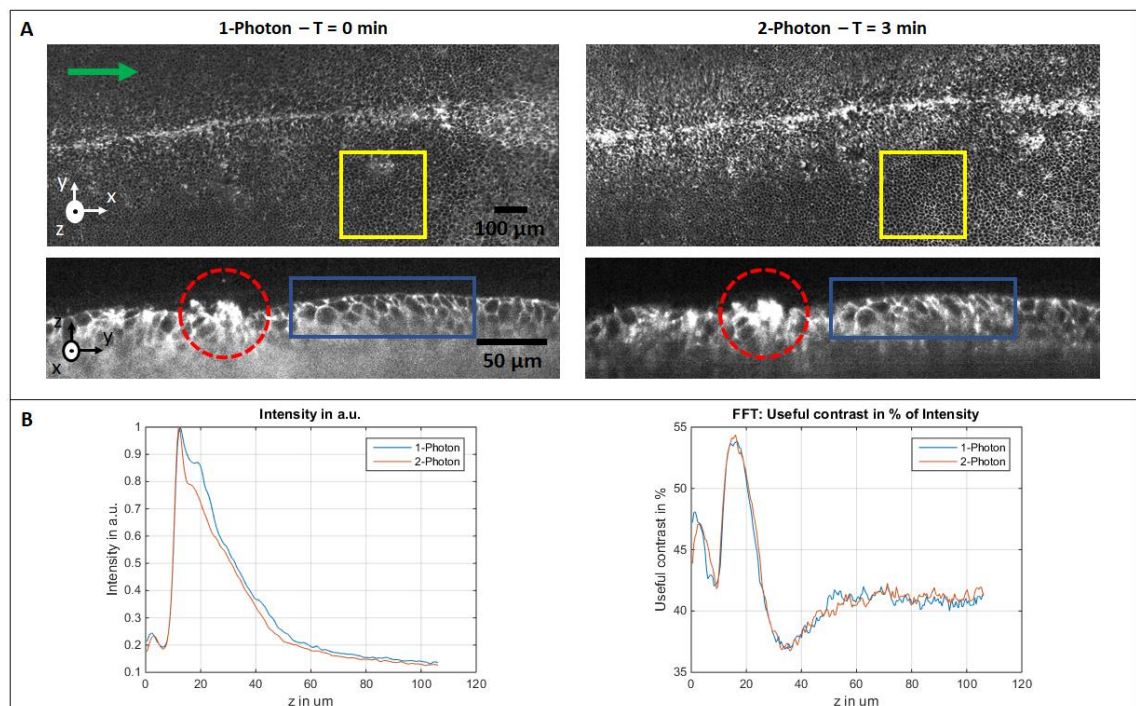 A
1-Photon – T = 0 min
2-Photon – T = 3 min
y
x
z
100 µm
z
y
x
50 µm
B
Intensity in a.u.
1-Photon
2-Photon
Intensity in a.u.
1
0.9
0.8
0.7
0.6
0.5
0.4
0.3
0.2
0.1
0
20
40
60
80
100
120
z in um
FFT: Useful contrast in % of Intensity
1-Photon
2-Photon
Useful contrast in %
55
50
45
40
35
0
20
40
60
80
100
120
z in um